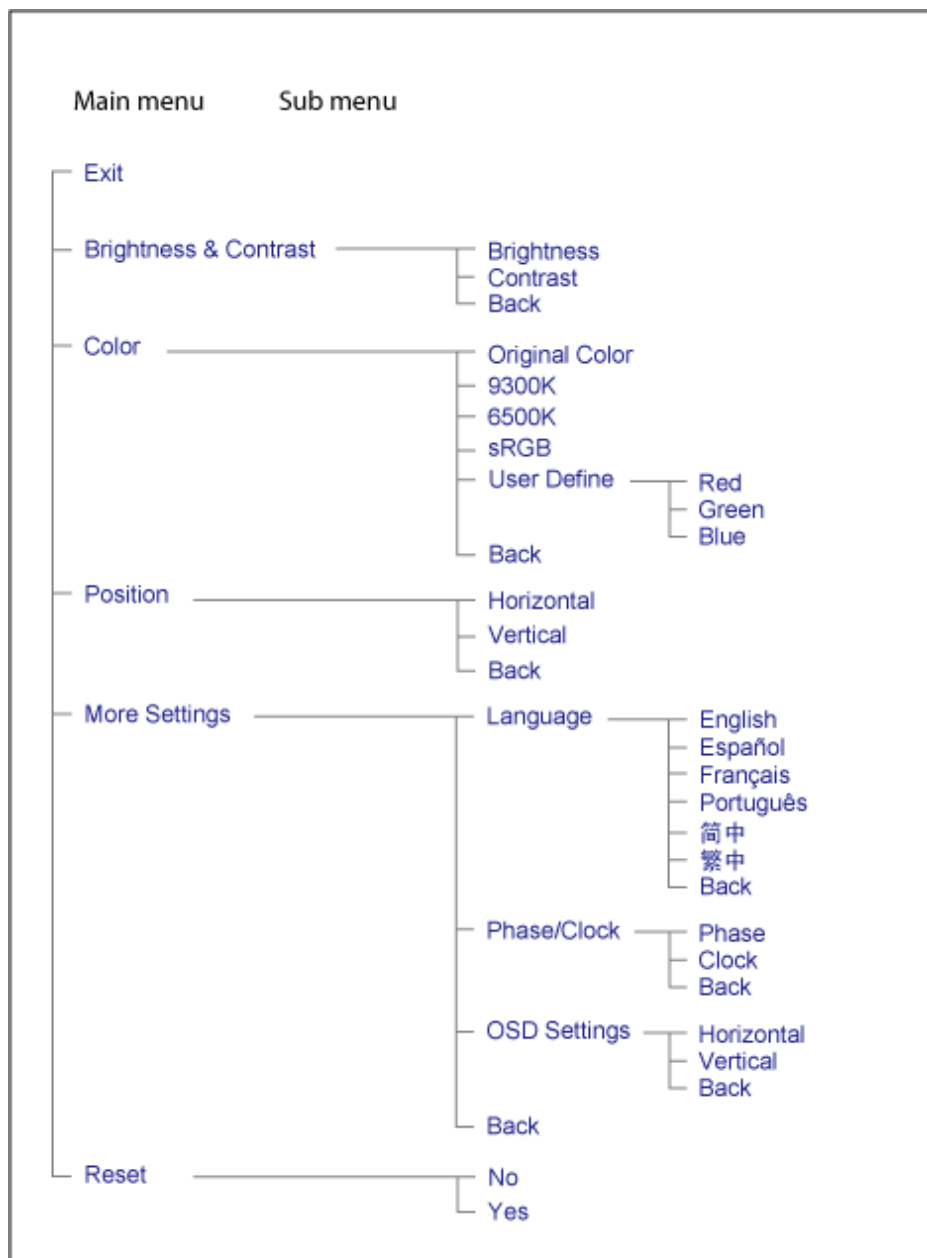 Main menu Sub menu
Exit
Brightness & Contrast Brightness
Contrast
Back
Color Original Color
9300K
6500K
sRGB
User Define Red
Green
Blue
Back
Position Horizontal
Vertical
Back
More Settings Language English
Español
Français
Português
简中
繁中
Back
Phase/Clock Phase
Clock
Back
OSD Settings Horizontal
Vertical
Back
Back
Reset No
Yes